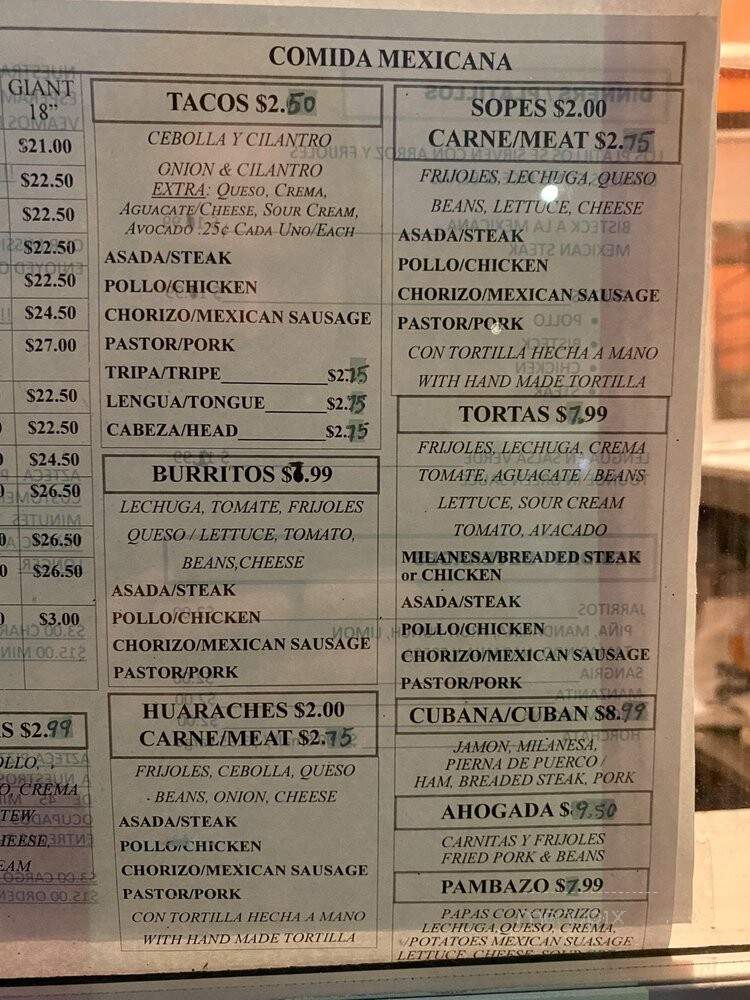 COMIDA MEXICANA
GIANT
18"
$21.00
$22.50
$22.50
$22.50
$22.50
$24.50
$27.00
$22.50
$22.50
$24.50
$26.50
$26.50
$26.50
$3.00
S $2.99
OLLO,
O, CREMA
TEW
HEESE,
EAM
TACOS $2.50
CEBOLLA Y CILANTRO
ONION & CILANTRO
EXTRA: QUESO, CREMA,
AGUACATE/CHEESE, SOUR CREAM,
AVOCADO .25¢ CADA UNO/EACH
ASADA/STEAK
POLLO/CHICKEN
CHORIZO/MEXICAN SAUSAGE
PASTOR/PORK
TRIPA/TRIPE $2.75
LENGUA/TONGUE $2.75
CABEZA/HEAD $2.75
BURRITOS $7.99
LECHUGA, TOMATE, FRIJOLES
QUESO / LETTUCE, TOMATO,
BEANS,CHEESE
ASADA/STEAK
POLLO/CHICKEN
CHORIZO/MEXICAN SAUSAGE
PASTOR/PORK
HUARACHES $2.00
CARNE/MEAT $2.75
FRIJOLES, CEBOLLA, QUESO
BEANS, ONION, CHEESE
ASADA/STEAK
POLLO/CHICKEN
CHORIZO/MEXICAN SAUSAGE
PASTOR/PORK
CON TORTILLA HECHA A MANO
WITH HAND MADE TORTILLA
SOPES $2.00
CARNE/MEAT $2.75
FRIJOLES, LECHUGA, QUESO
BEANS, LETTUCE, CHEESE
ASADA/STEAK
POLLO/CHICKEN
CHORIZO/MEXICAN SAUSAGE
PASTOR/PORK
CON TORTILLA HECHA A MANO
WITH HAND MADE TORTILLA
TORTAS $7.99
FRIJOLES, LECHUGA, CREMA
TOMATE, AGUACATE / BEANS
LETTUCE, SOUR CREAM
TOMATO, AVACADO
MILANESA/BREADED STEAK
or CHICKEN
ASADA/STEAK
POLLO/CHICKEN
CHORIZO/MEXICAN SAUSAGE
PASTOR/PORK
CUBANA/CUBAN $8.99
JAMON, MILANESA,
PIERNA DE PUERCO /
HAM, BREADED STEAK, PORK
AHOGADA $9.50
CARNITAS Y FRIJOLES
FRIED PORK & BEANS
PAMBAZO $7.99
PAPAS CON CHORIZO
LECHUGA,QUESO, CREMA,
/POTATOES MEXICAN SUASAGE
LETTUCE, CHEESE,